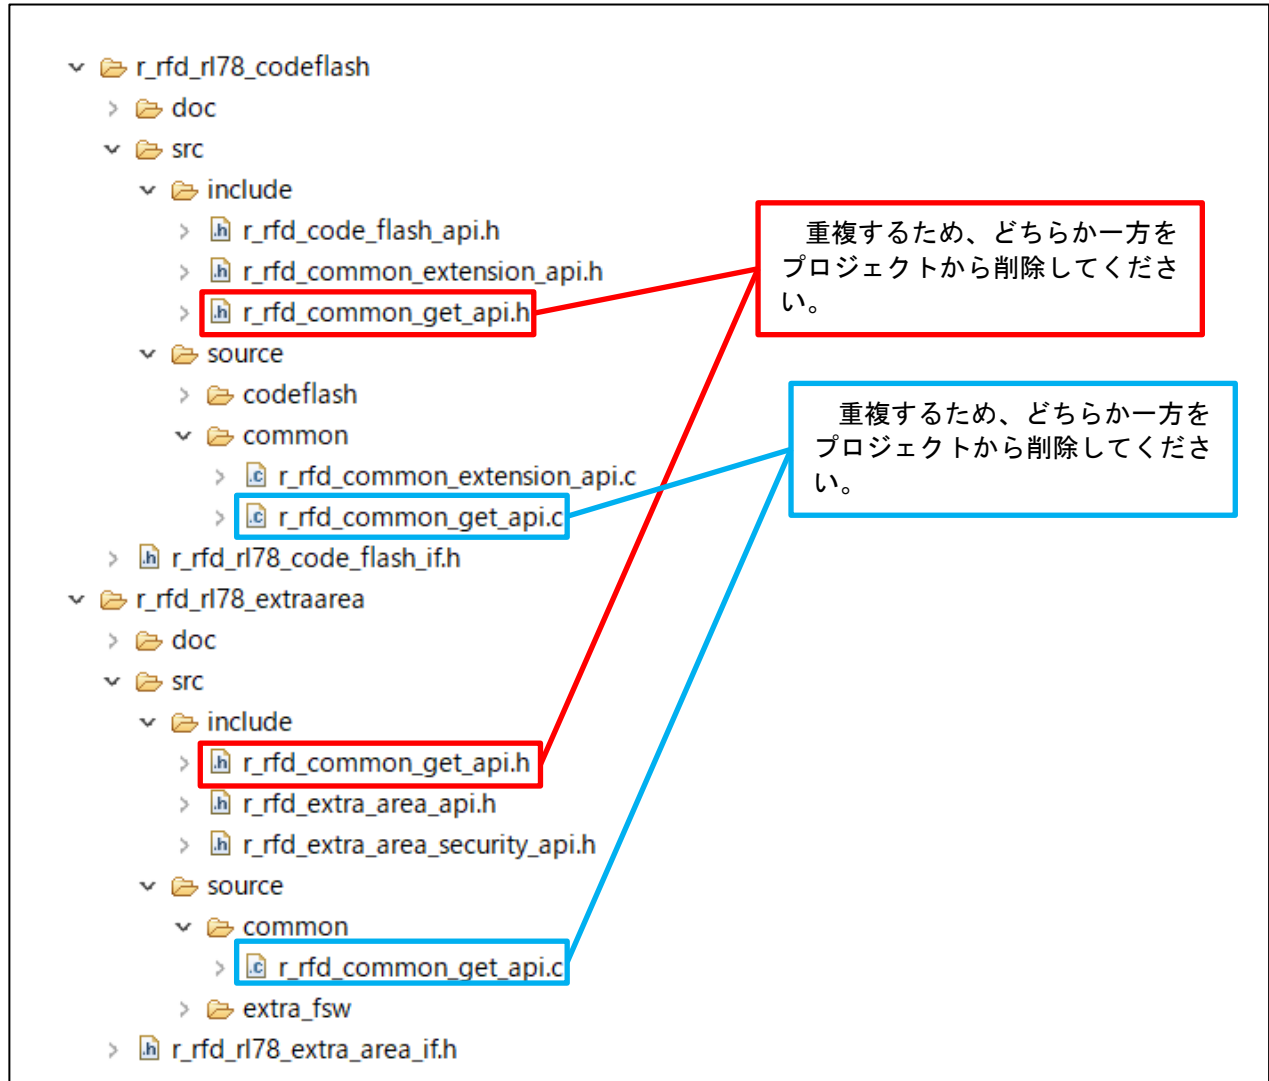 r_rfd_rl78_codeflash
doc
src
include
r_rfd_code_flash_api.h
r_rfd_common_extension_api.h
r_rfd_common_get_api.h
source
codeflash
common
r_rfd_common_extension_api.c
r_rfd_common_get_api.c
r_rfd_rl78_code_flash_if.h
r_rfd_rl78_extraarea
doc
src
include
r_rfd_common_get_api.h
r_rfd_extra_area_api.h
r_rfd_extra_area_security_api.h
source
common
r_rfd_common_get_api.c
extra_fsw
r_rfd_rl78_extra_area_if.h
重複するため、どちらか一方を
プロジェクトから削除してくださ
い。
重複するため、どちらか一方を
プロジェクトから削除してくださ
い。